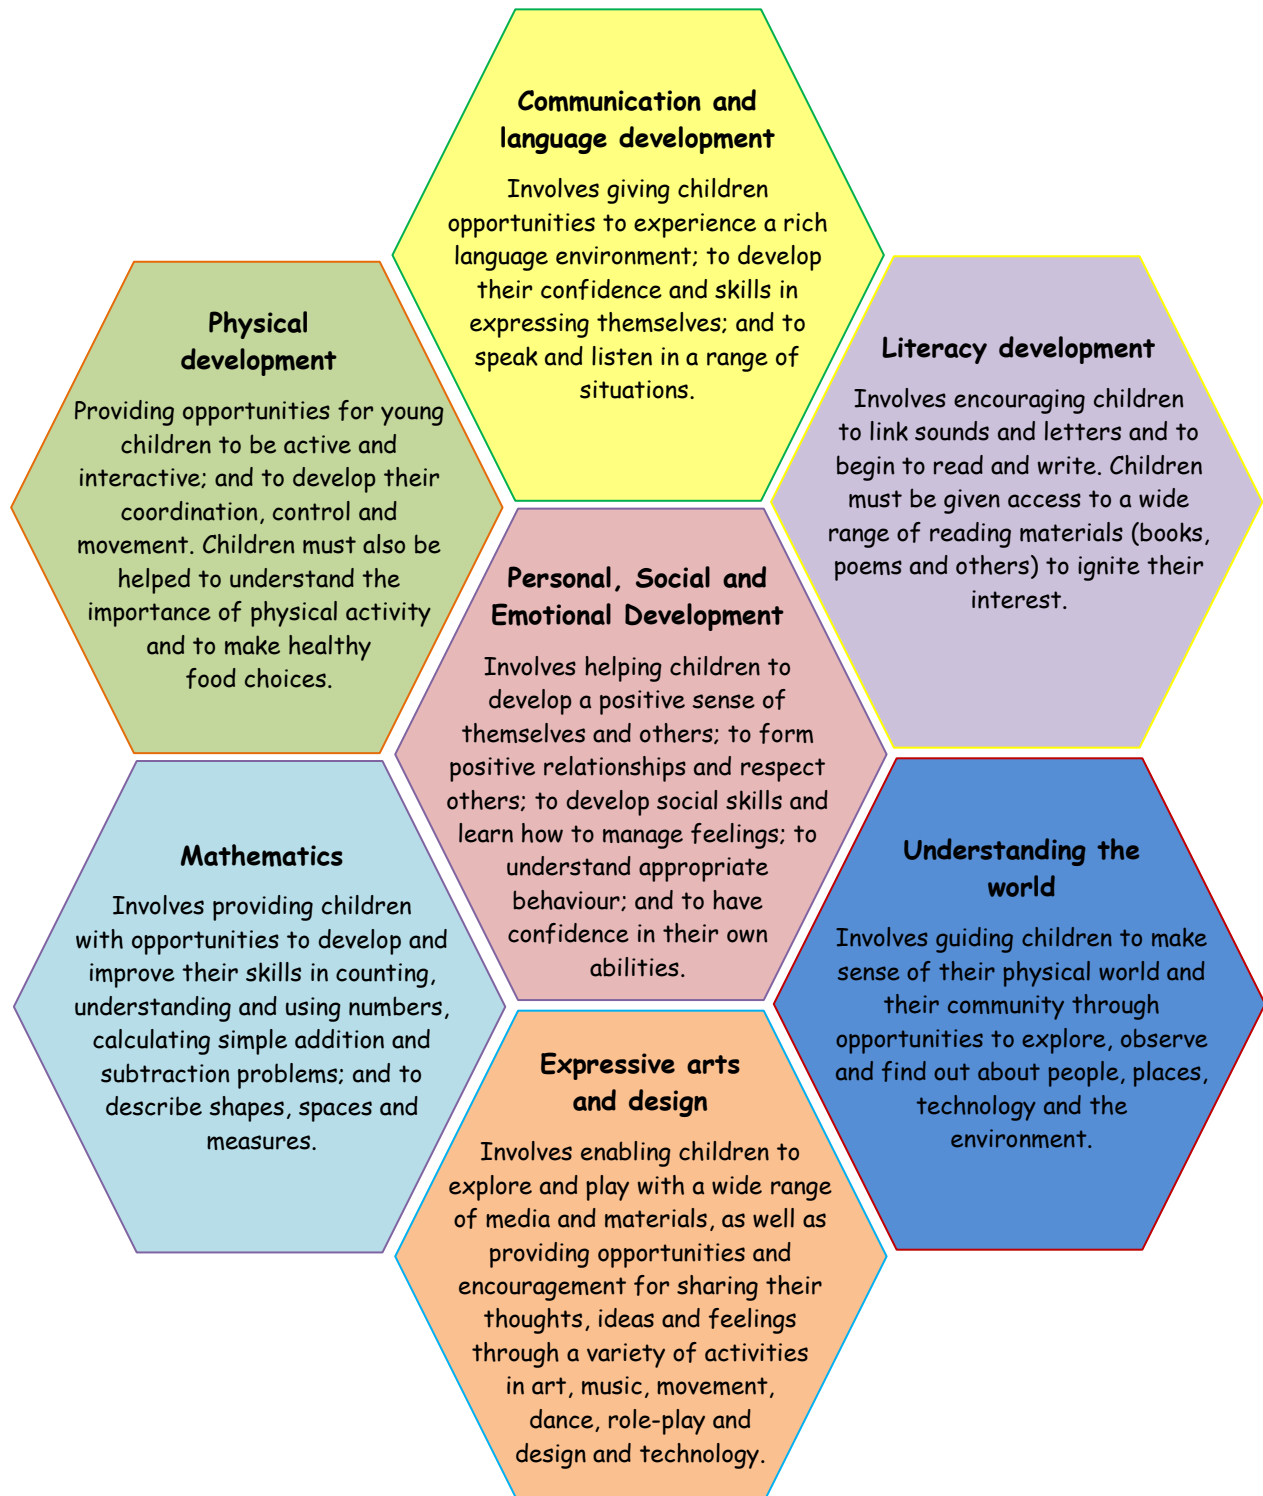 Communication and
language development
Involves giving children
opportunities to experience a rich
language environment; to develop
their confidence and skills in
expressing themselves; and to
speak and listen in a range of
situations.
Physical
development
Providing opportunities for young
children to be active and
interactive; and to develop their
coordination, control and
movement. Children must also be
helped to understand the
importance of physical activity
and to make healthy
food choices.
Literacy development
Involves encouraging children
to link sounds and letters and to
begin to read and write. Children
must be given access to a wide
range of reading materials (books,
poems and others) to ignite their
interest.
Personal, Social and
Emotional Development
Involves helping children to
develop a positive sense of
themselves and others; to form
positive relationships and respect
others; to develop social skills and
learn how to manage feelings; to
understand appropriate
behaviour; and to have
confidence in their own
abilities.
Mathematics
Involves providing children
with opportunities to develop and
improve their skills in counting,
understanding and using numbers,
calculating simple addition and
subtraction problems; and to
describe shapes, spaces and
measures.
Understanding the
world
Involves guiding children to make
sense of their physical world and
their community through
opportunities to explore, observe
and find out about people, places,
technology and the
environment.
Expressive arts
and design
Involves enabling children to
explore and play with a wide range
of media and materials, as well as
providing opportunities and
encouragement for sharing their
thoughts, ideas and feelings
through a variety of activities
in art, music, movement,
dance, role-play and
design and technology.